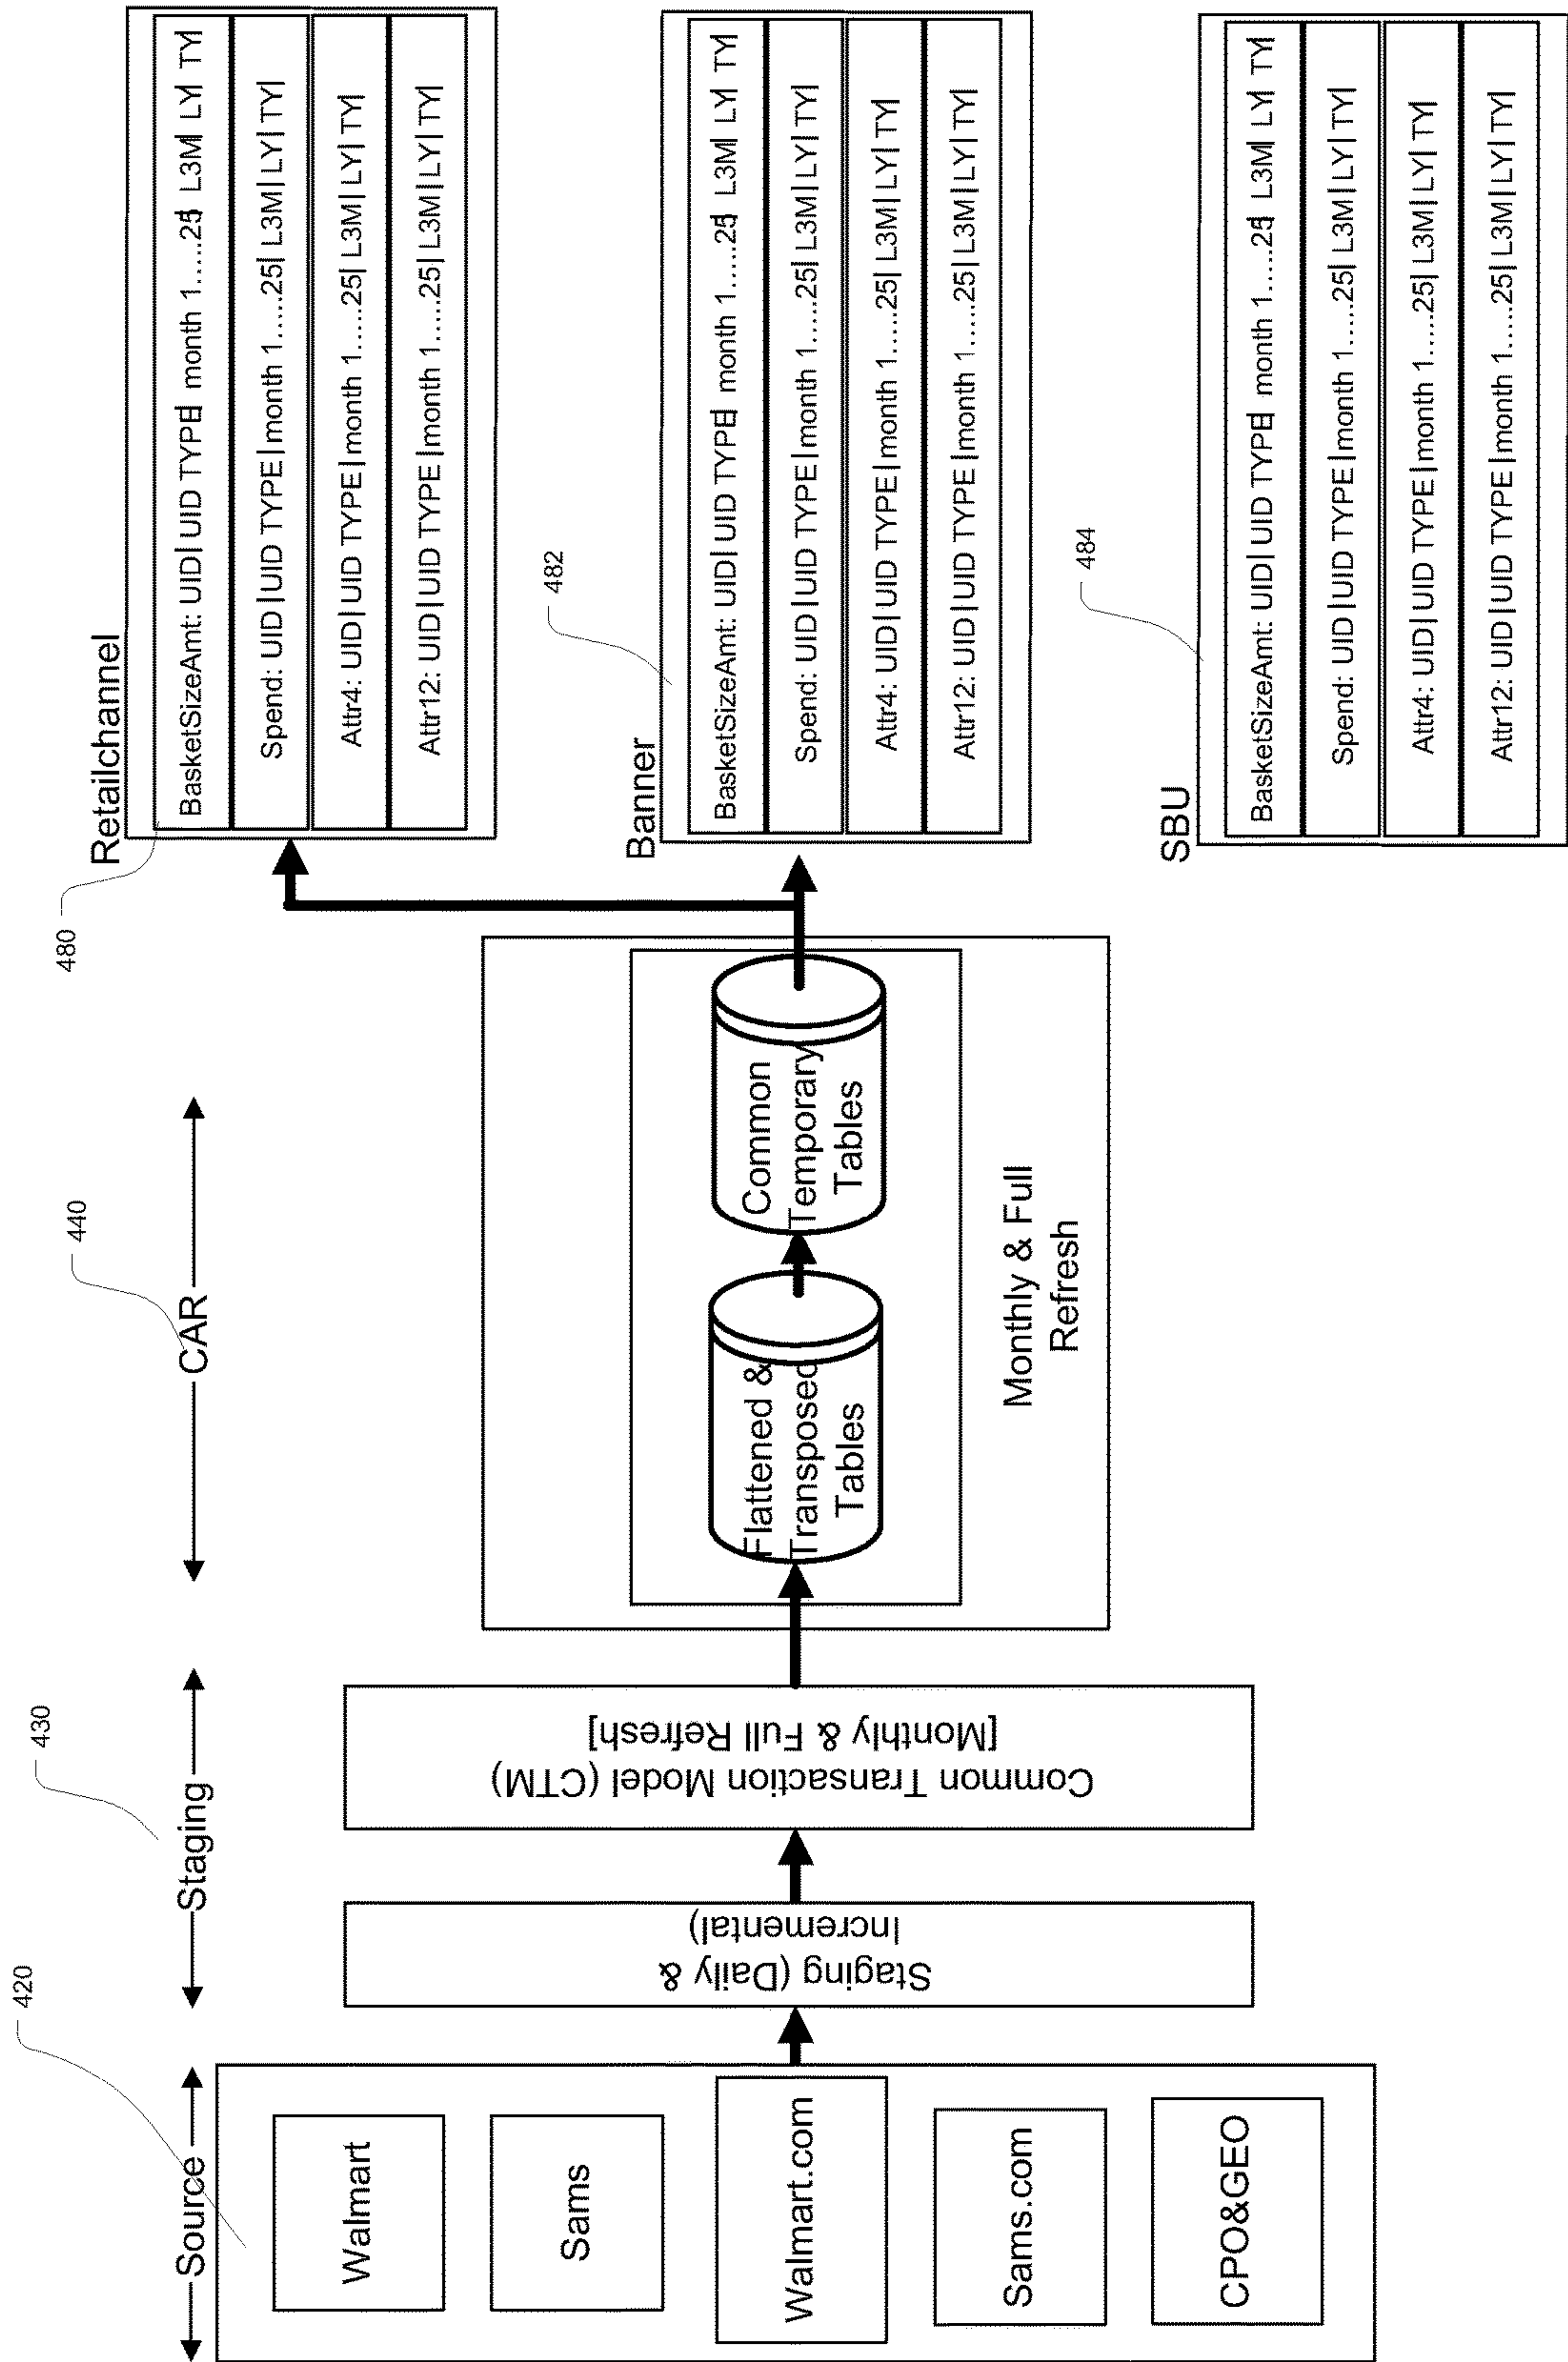 420
430
440
480
Source
Staging
CAR
Walmart
Sams
Walmart.com
Sams.com
CPO&GEO
Staging (Daily &
Incremental)
Common Transaction Model (CTM)
[Monthly & Full Refresh]
Flattened &
Transposed
Tables
Common
Temporary
Tables
Monthly & Full
Refresh
Retailchannel
BasketSizeAmt: UID| UID TYPE| month 1.....25| L3M| LY| TY|
Spend: UID |UID TYPE|month 1.....25| L3M|LY|TY|
Attr4: UID|UID TYPE|month 1.....25| L3M|LY|TY|
Attr12: UID|UID TYPE |month 1.....25|L3M|LY|TY|
482
Banner
BasketSizeAmt: UID| UID TYPE| month 1.....25| L3M| LY| TY|
Spend: UID |UID TYPE|month 1.....25| L3M|LY|TY|
Attr4: UID|UID TYPE|month 1.....25| L3M|LY|TY|
Attr12: UID|UID TYPE |month 1.....25|L3M|LY|TY|
484
SBU
BasketSizeAmt: UID| UID TYPE| month 1.....25| L3M| LY| TY|
Spend: UID |UID TYPE|month 1.....25| L3M|LY|TY|
Attr4: UID|UID TYPE|month 1.....25| L3M|LY|TY|
Attr12: UID|UID TYPE |month 1.....25|L3M|LY|TY|